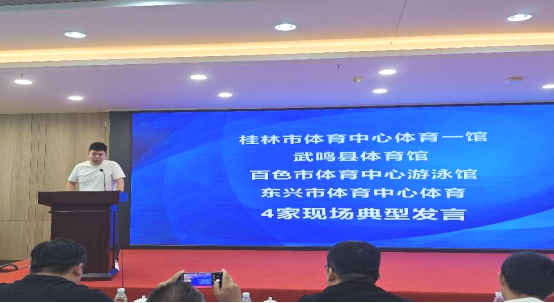 桂林市体育中心体育一馆
武鸣县体育馆
百色市体育中心游泳馆
东兴市体育中心体育
4家现场典型发言